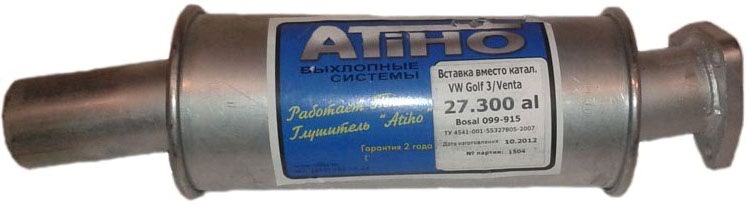 ATiHO
ВЫХЛОПНЫЕ
СИСТЕМЫ
Работает
Глушитель "Atiho
Гарантия 2 года
Вставка вместо катал.
VW Golf 3/Venta
27.300 al
Bosal 099-915
ТУ 4541-001-55327805-2007
Дата изготовления 10.2012
№ партии: 1504